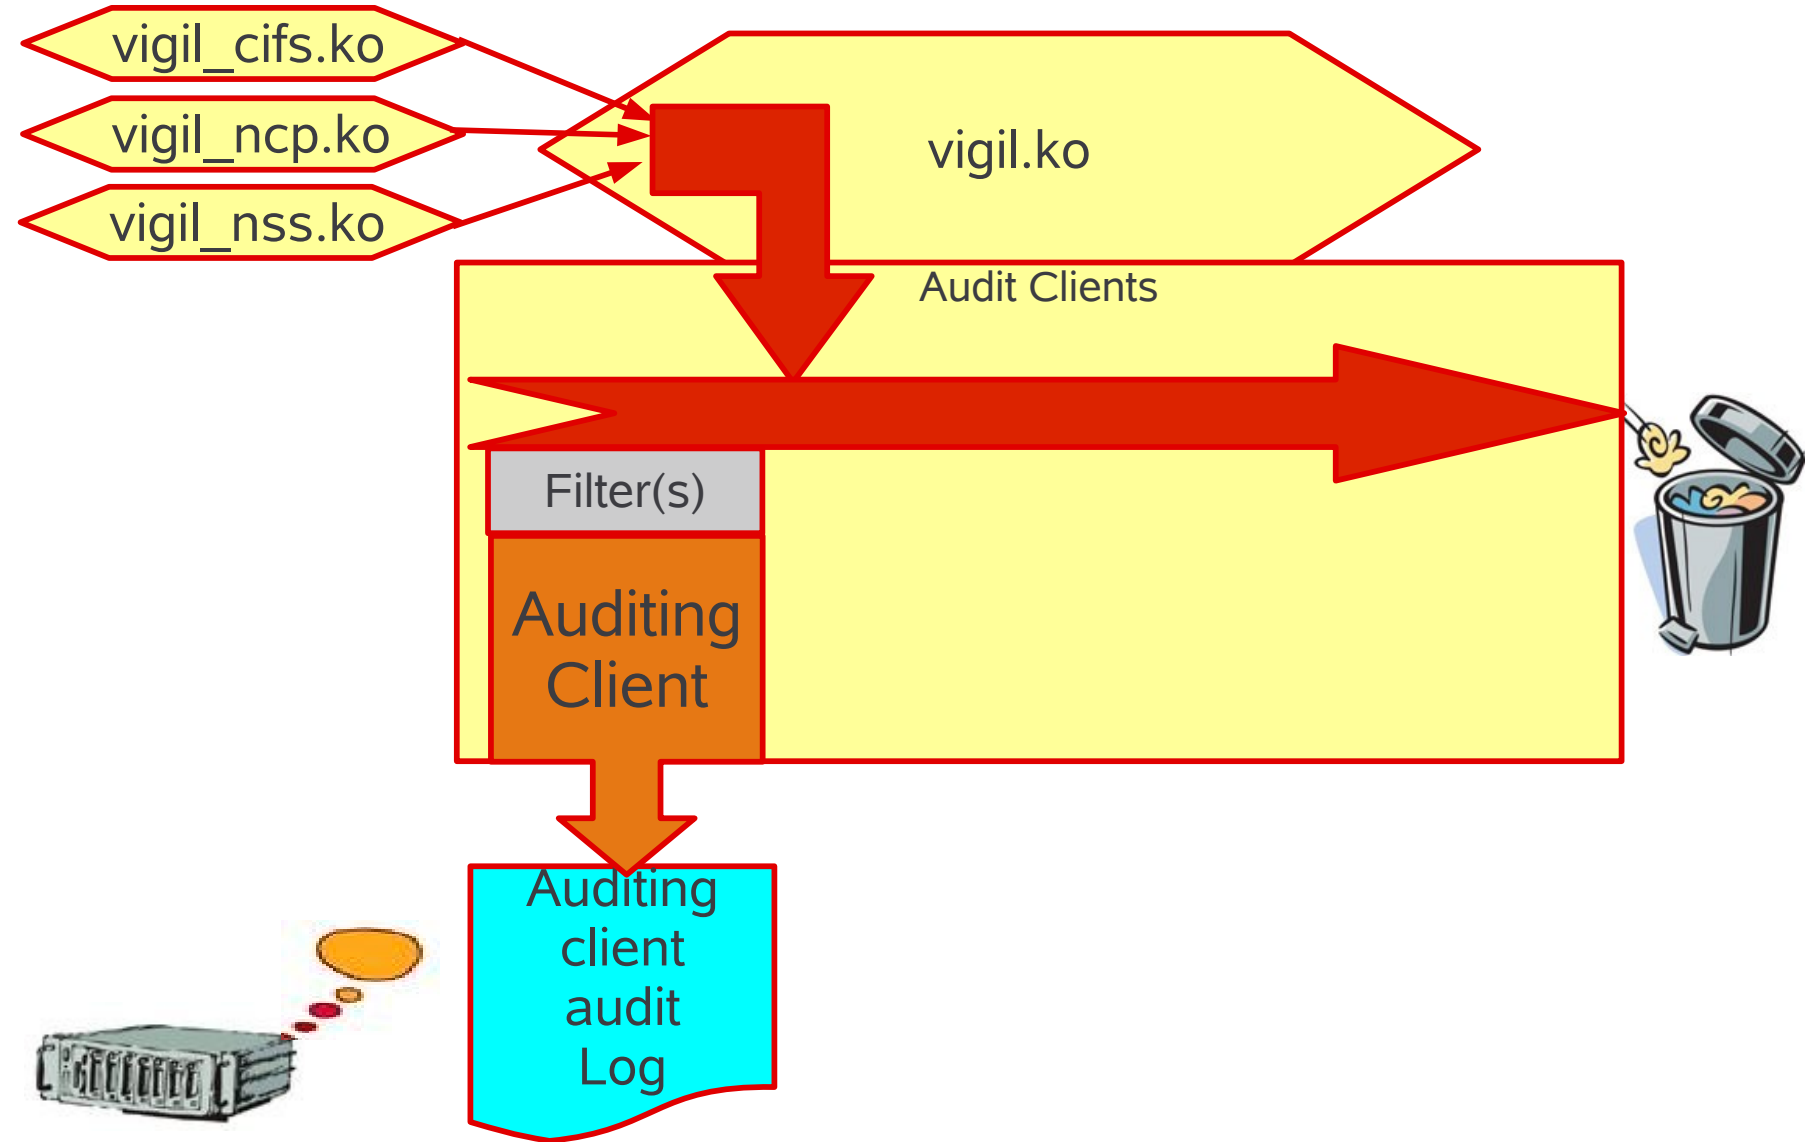 vigil_cifs.ko
vigil_ncp.ko
vigil_nss.ko
vigil.ko
Audit Clients
Filter(s)
Auditing
Client
Auditing
client
audit
Log